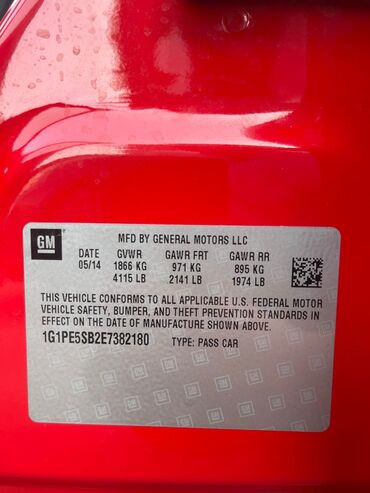 GM MFD BY GENERAL MOTORS LLC
DATE GVWR GAWR FRT GAWR RR
05/14 1866 KG 971 KG 895 KG
4115 LB 2141 LB 1974 LB
THIS VEHICLE CONFORMS TO ALL APPLICABLE U.S. FEDERAL MOTOR
VEHICLE SAFETY, BUMPER, AND THEFT PREVENTION STANDARDS IN
EFFECT ON THE DATE OF MANUFACTURE SHOWN ABOVE.
1G1PE5SB2E7382180 TYPE: PASS CAR